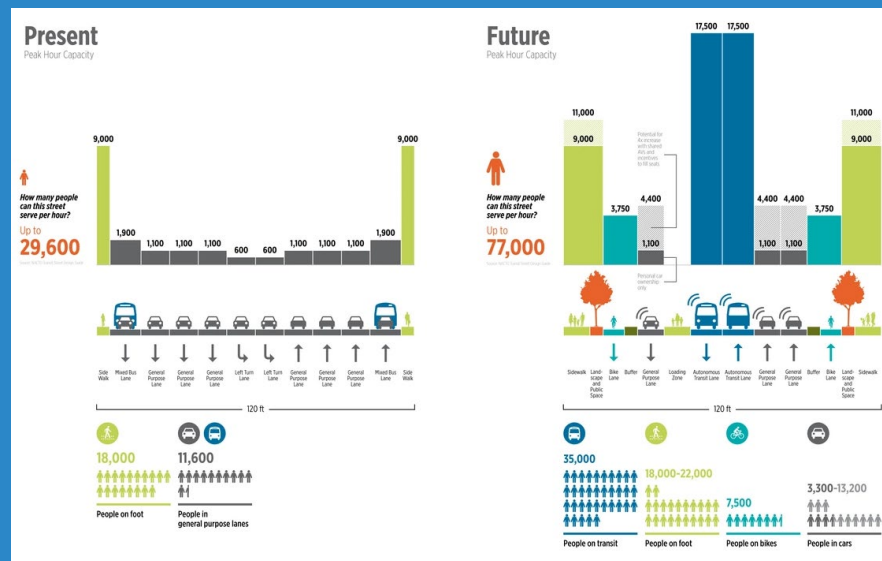 Present
Peak Hour Capacity
9,000
1,900
1,100
1,100
1,100
600
600
1,100
1,100
1,100
1,900
9,000
How many people
can this street
serve per hour?
Up to
29,600
Side
Walk
Mixed Bus
Lane
General
Purpose
Lane
General
Purpose
Lane
General
Purpose
Lane
Left Turn
Lane
Left Turn
Lane
General
Purpose
Lane
General
Purpose
Lane
General
Purpose
Lane
Mixed Bus
Lane
Side
Walk
120 ft
18,000
People on foot
11,600
People in
general purpose lanes
Future
Peak Hour Capacity
11,000
9,000
3,750
4,400
1,100
17,500
17,500
4,400
1,100
4,400
1,100
3,750
11,000
9,000
Potential for
4x increase
with shared
AVs and
incentives
to fill seats
Personal car
ownership
only
How many people
can this street
serve per hour?
Up to
77,000
Sidewalk
Land-
scape
and
Public
Space
Bike
Lane
Buffer
General
Purpose
Lane
Loading
Zone
Autonomous
Transit Lane
Autonomous
Transit Lane
General
Purpose
Lane
General
Purpose
Lane
Buffer
Bike
Lane
Land-
scape
and
Public
Space
Sidewalk
120 ft
35,000
People on transit
18,000-22,000
People on foot
7,500
People on bikes
3,300-13,200
People in cars